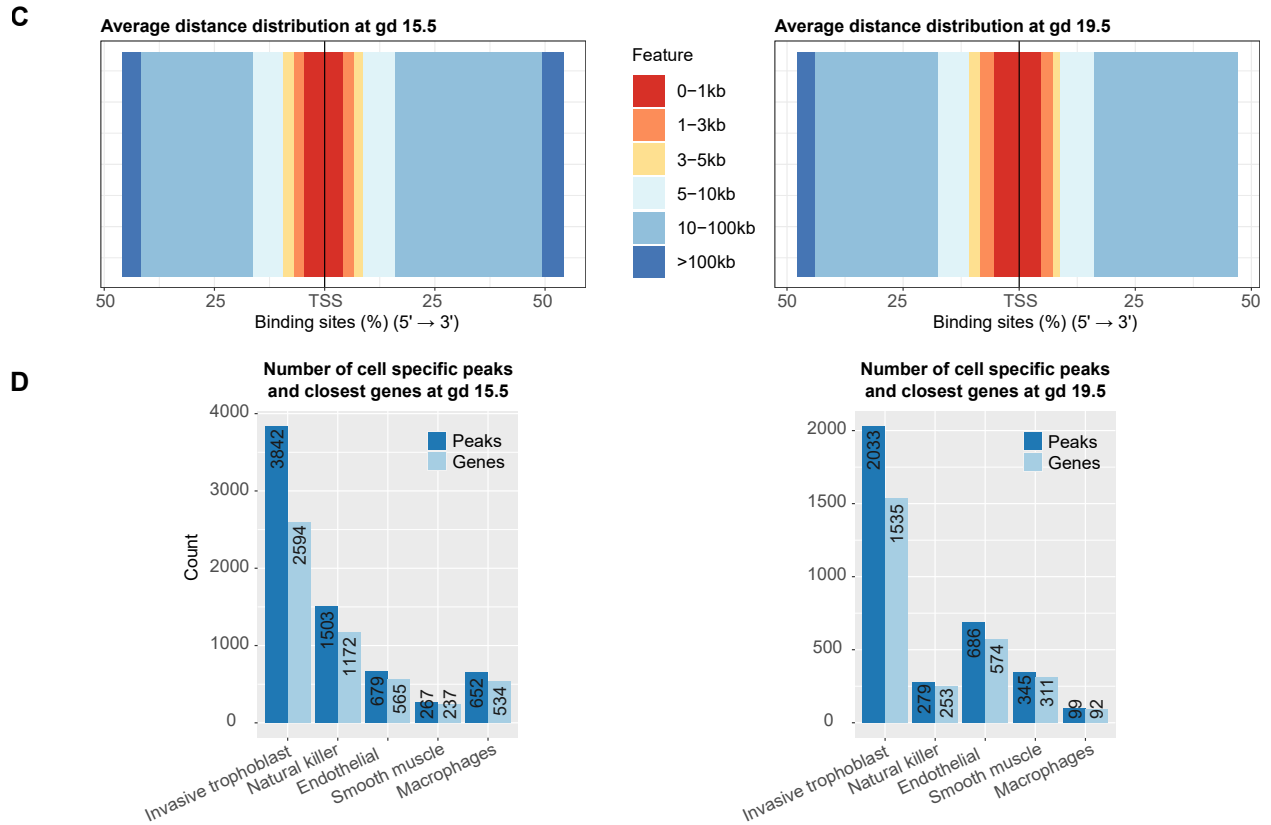 C
Average distance distribution at gd 15.5
50
25
TSS
25
50
Binding sites (%) (5' → 3')
Feature
0−1kb
1−3kb
3−5kb
5−10kb
10−100kb
>100kb
Average distance distribution at gd 19.5
50
25
TSS
25
50
Binding sites (%) (5' → 3')
D
Number of cell specific peaks
and closest genes at gd 15.5
Count
4000
3000
2000
1000
0
Peaks
Genes
3842
2594
1503
1172
679
565
267
237
652
534
Invasive trophoblast
Natural killer
Endothelial
Smooth muscle
Macrophages
Number of cell specific peaks
and closest genes at gd 19.5
2000
1500
1000
500
0
Peaks
Genes
2033
1535
279
253
686
574
345
311
99
92
Invasive trophoblast
Natural killer
Endothelial
Smooth muscle
Macrophages